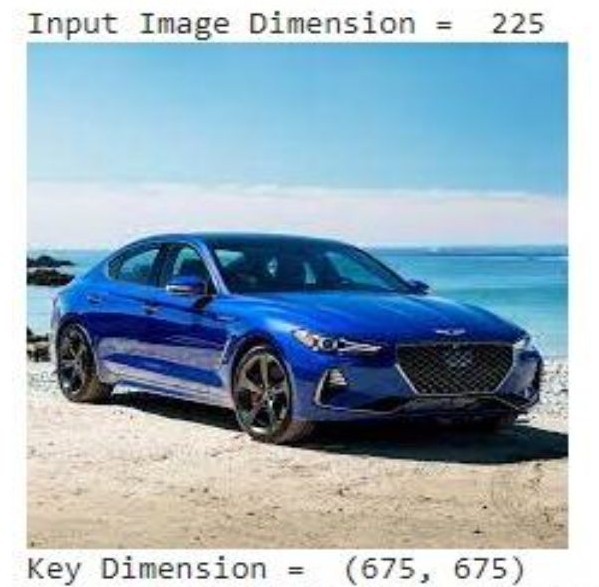 Input Image Dimension =  225
Key Dimension =  (675, 675)